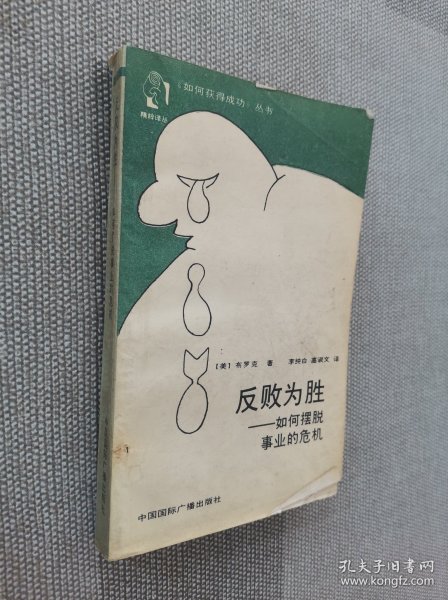 《如何获得成功》丛书
精粹译丛
〔美〕布罗克 著 李纯白 嘉淑文 译
反败为胜
——如何摆脱
事业的危机
中国国际广播出版社
孔夫子旧书网
www.kongfz.com